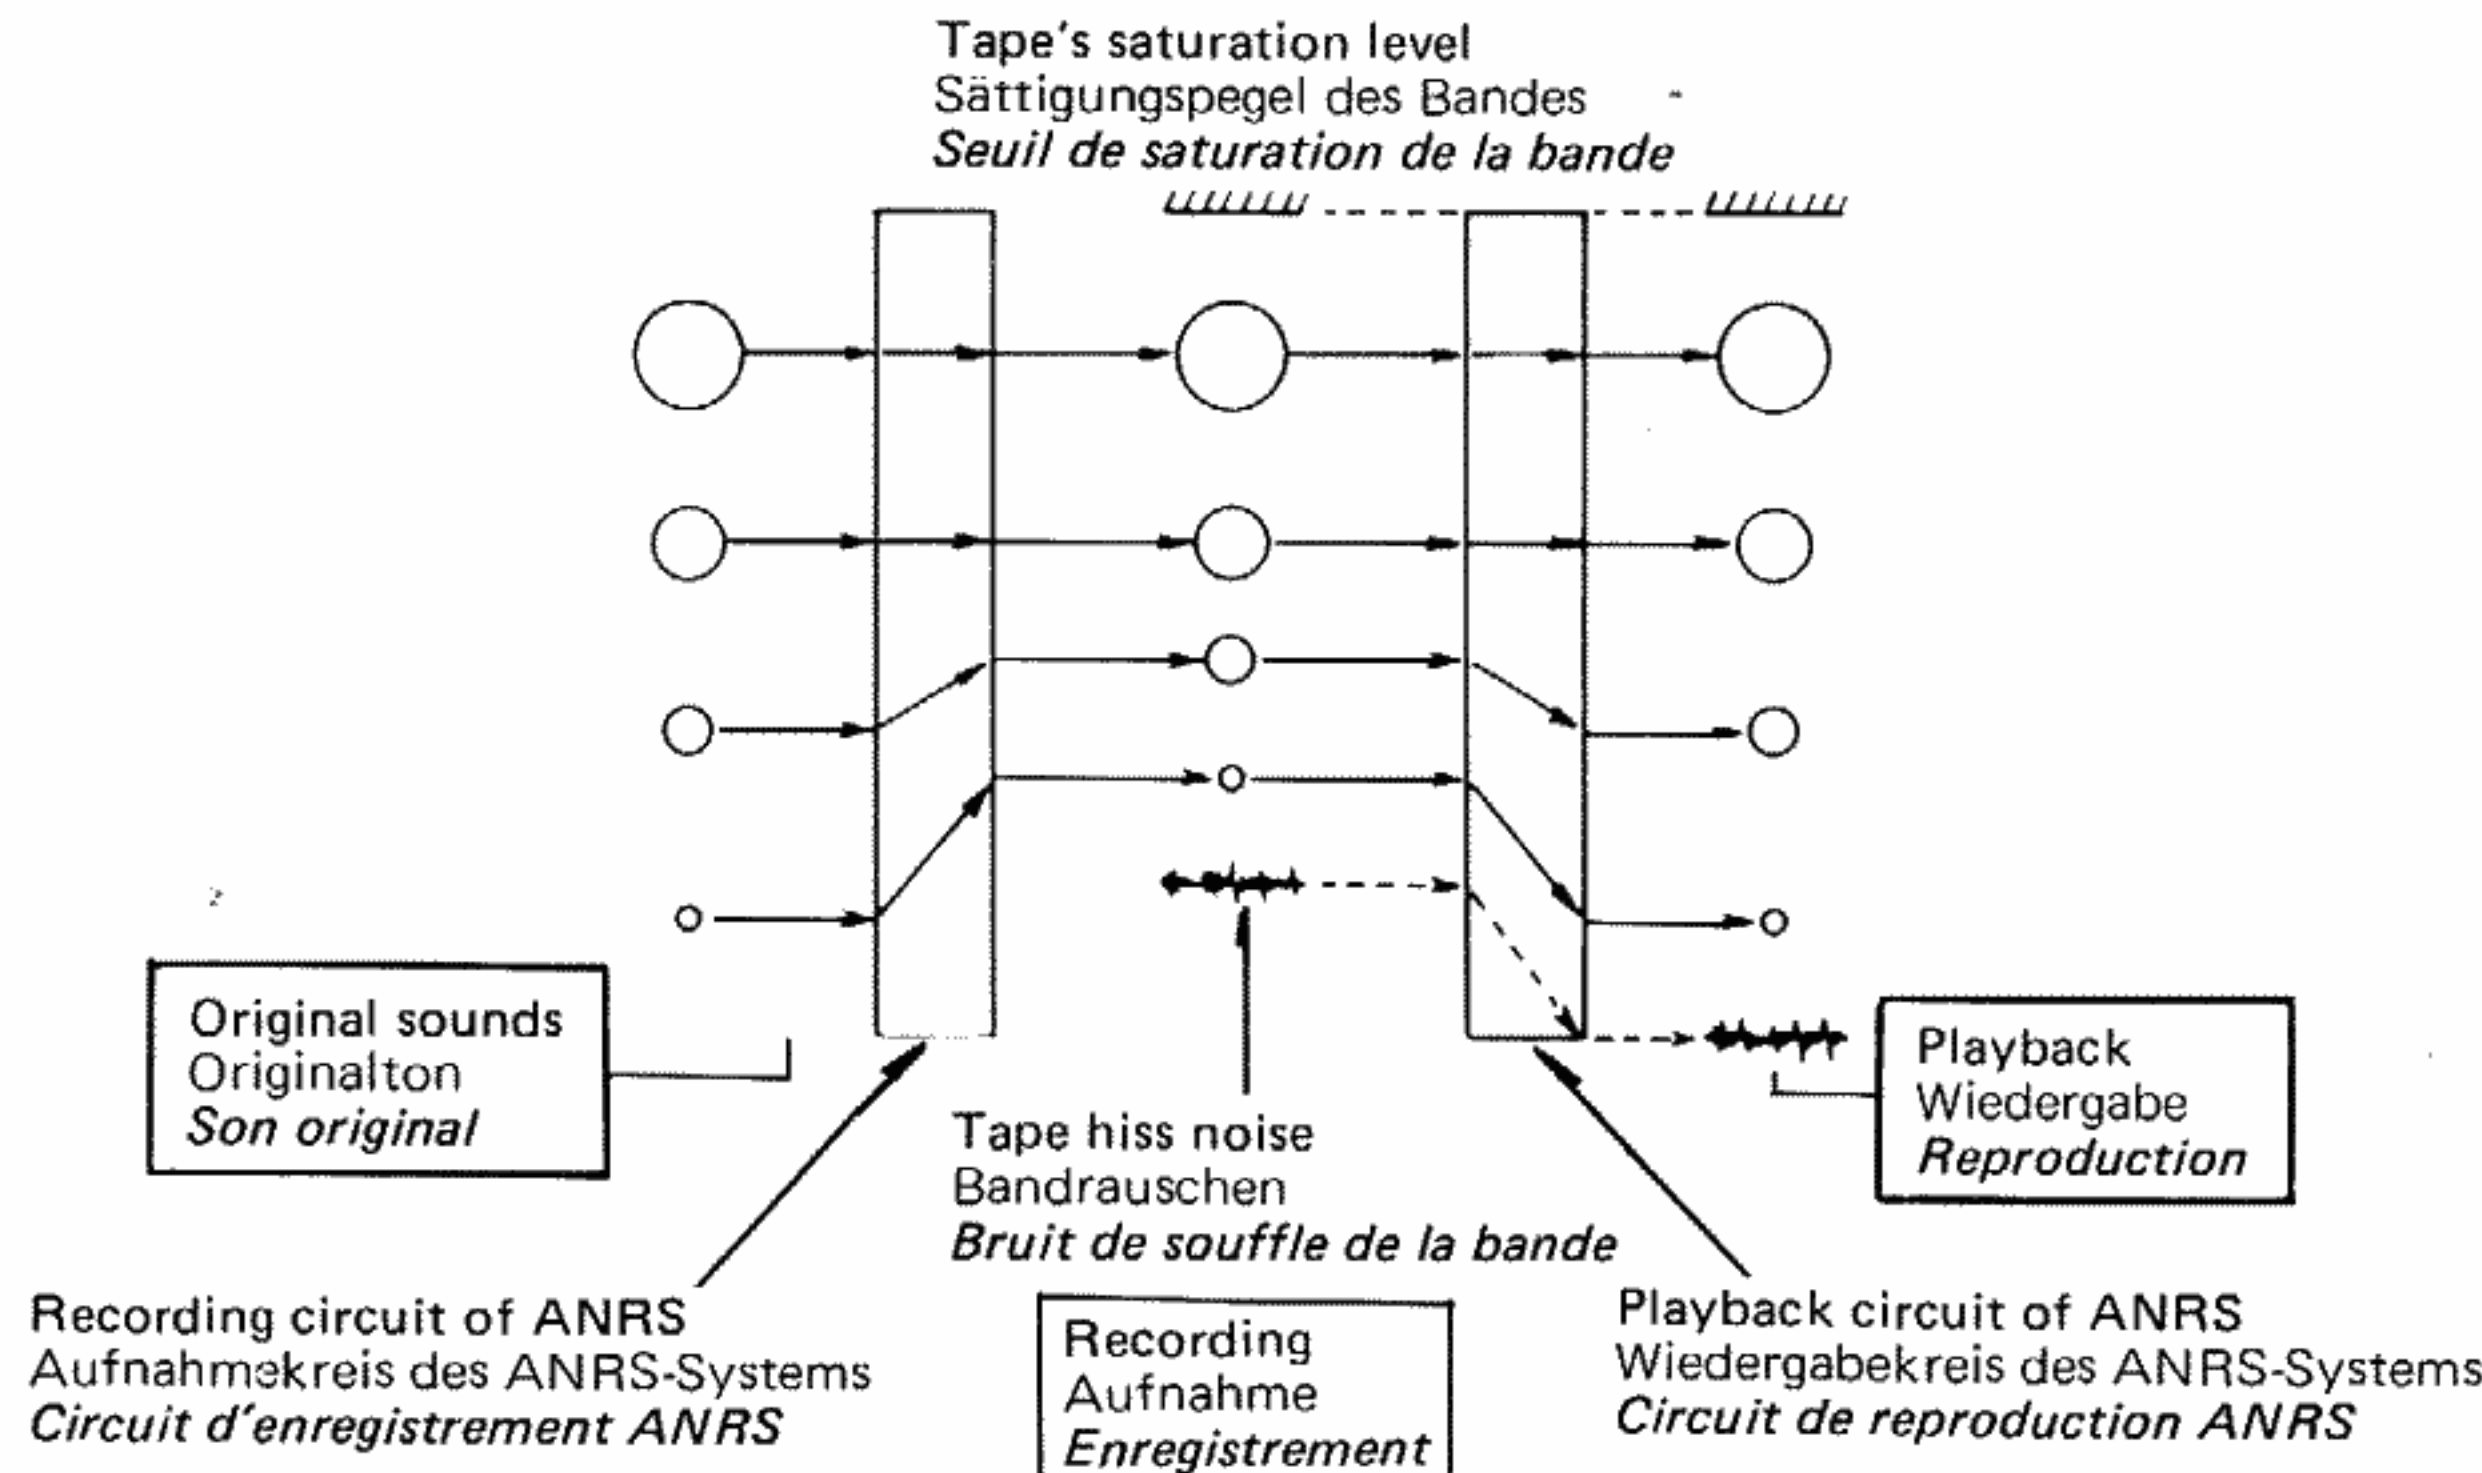 Tape's saturation level
Sättigungspegel des Bandes
Seuil de saturation de la bande
Original sounds
Originalton
Son original
Playback
Wiedergabe
Reproduction
Tape hiss noise
Bandrauschen
Bruit de souffle de la bande
Recording circuit of ANRS
Aufnahmekreis des ANRS-Systems
Circuit d'enregistrement ANRS
Recording
Aufnahme
Enregistrement
Playback circuit of ANRS
Wiedergabekreis des ANRS-Systems
Circuit de reproduction ANRS